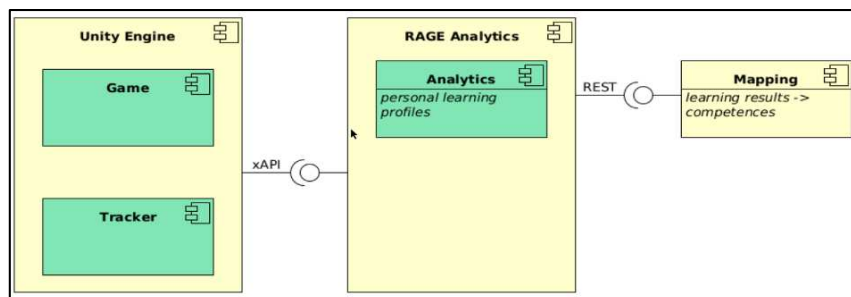 Unity Engine
Game
Tracker
xAPI
RAGE Analytics
Analytics
personal learning
profiles
REST
Mapping
learning results ->
competences